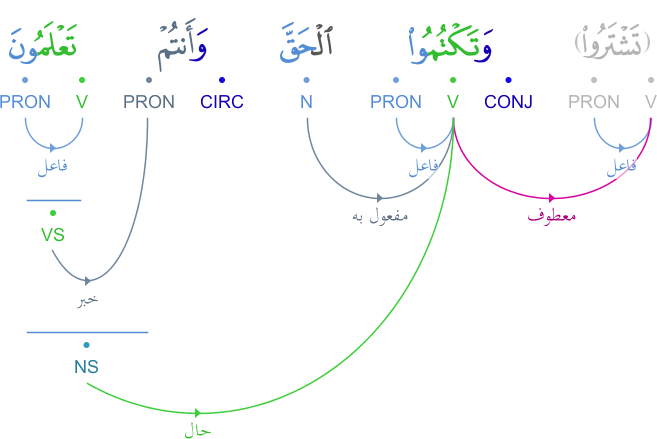 (تَشْتَرُوا۟) وَتَكْتُمُوا۟ ٱلْحَقَّ وَأَنتُمْ تَعْلَمُونَ
V PRON CONJ V PRON N CIRC PRON V PRON
فاعل فاعل فاعل
معطوف مفعول به
VS
خبر
NS
حال